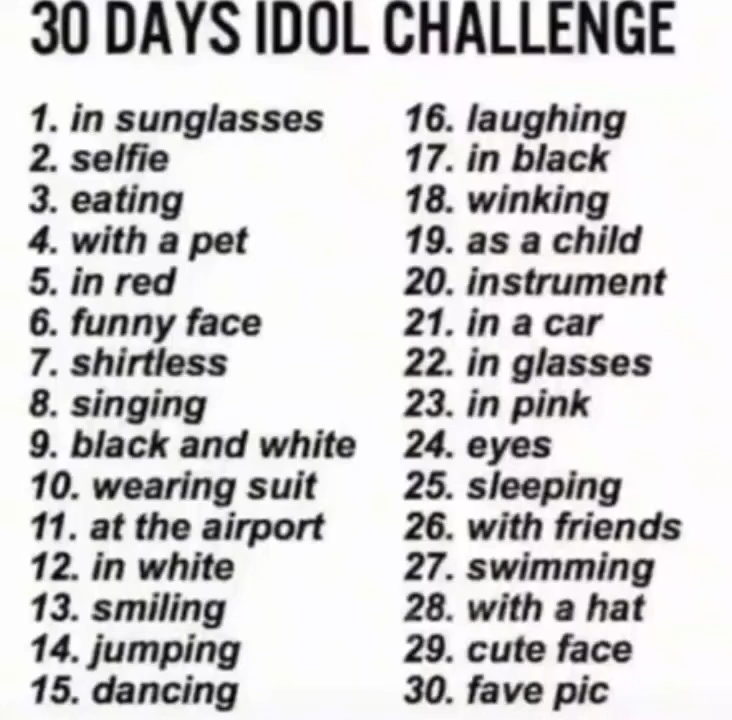 30 DAYS IDOL CHALLENGE
1. in sunglasses
2. selfie
3. eating
4. with a pet
5. in red
6. funny face
7. shirtless
8. singing
9. black and white
10. wearing suit
11. at the airport
12. in white
13. smiling
14. jumping
15. dancing
16. laughing
17. in black
18. winking
19. as a child
20. instrument
21. in a car
22. in glasses
23. in pink
24. eyes
25. sleeping
26. with friends
27. swimming
28. with a hat
29. cute face
30. fave pic